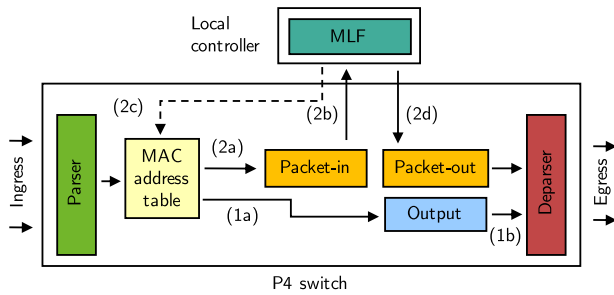 Local
controller
MLF
(2c)
(2b)
(2d)
Ingress
Parser
MAC
address
table
(2a)
Packet-in
Packet-out
(1a)
Output
(1b)
Deparser
Egress
P4 switch